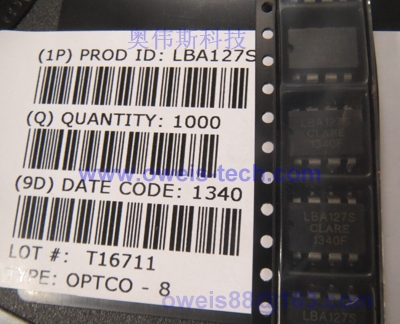 奥伟斯科技
(1P) PROD ID: LBA127S
(Q) QUANTITY: 1000
www.oweis-tech.com
(9D) DATE CODE: 1340
LOT #: T16711
TYPE: OPTCO - 8
LBA127S
CLARE
1340F
LBA127S
CLARE
1340F
LBA127S